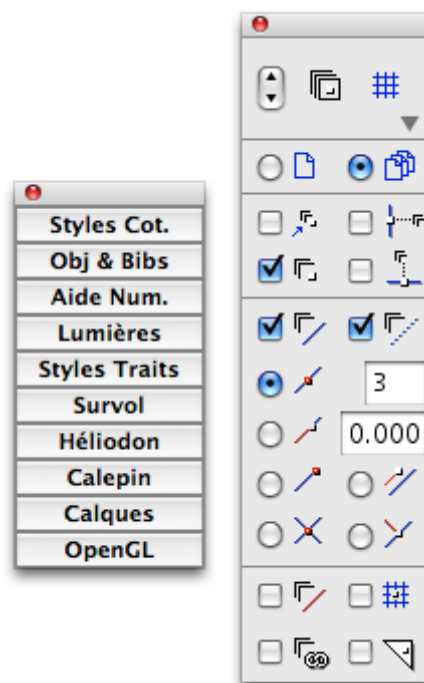 Styles Cot.
Obj & Bibs
Aide Num.
Lumières
Styles Traits
Survol
Héliodon
Calepin
Calques
OpenGL
3
0.000